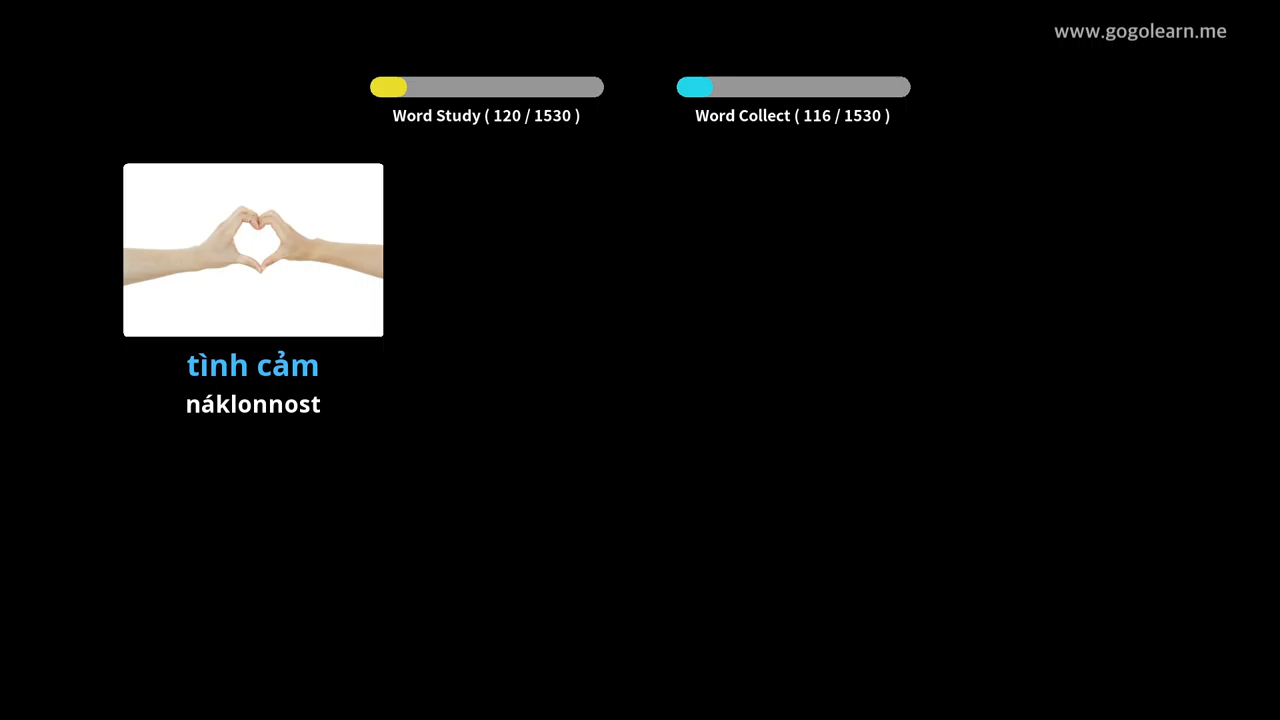 www.gogolearn.me
Word Study ( 120 / 1530 )
Word Collect ( 116 / 1530 )
tình cảm
náklonnost